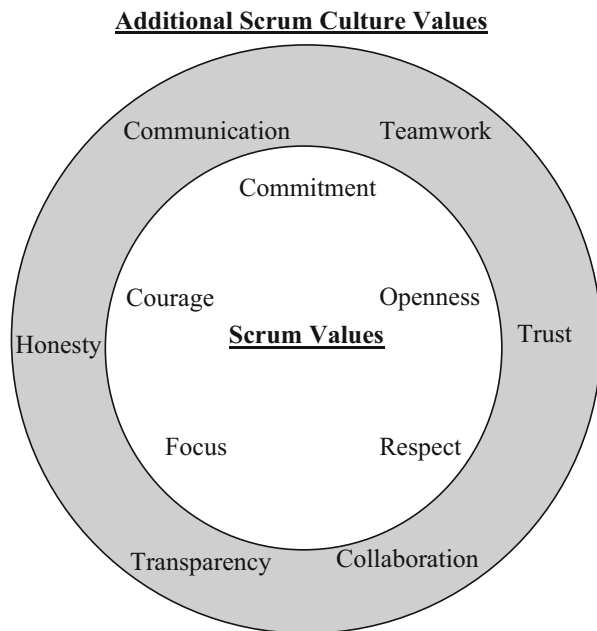 Additional Scrum Culture Values
Communication
Teamwork
Commitment
Courage
Openness
Scrum Values
Honesty
Trust
Focus
Respect
Transparency
Collaboration